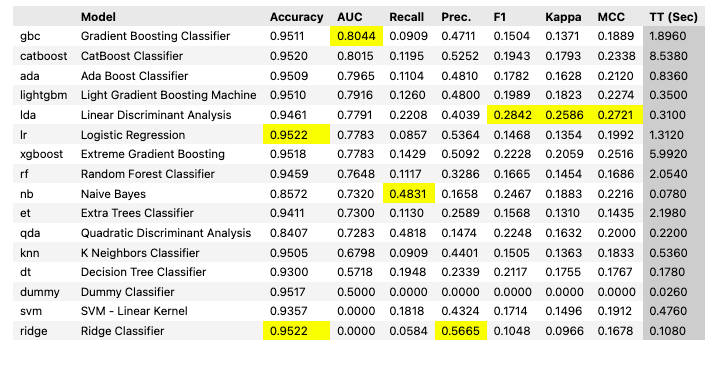 Model Accuracy AUC Recall Prec. F1 Kappa MCC TT (Sec)
gbc Gradient Boosting Classifier 0.9511 0.8044 0.0909 0.4711 0.1504 0.1371 0.1889 1.8960
catboost CatBoost Classifier 0.9520 0.8015 0.1195 0.5252 0.1943 0.1793 0.2338 8.5380
ada Ada Boost Classifier 0.9509 0.7965 0.1104 0.4810 0.1782 0.1628 0.2120 0.8360
lightgbm Light Gradient Boosting Machine 0.9510 0.7916 0.1260 0.4800 0.1989 0.1823 0.2274 0.3500
lda Linear Discriminant Analysis 0.9461 0.7791 0.2208 0.4039 0.2842 0.2586 0.2721 0.3100
lr Logistic Regression 0.9522 0.7783 0.0857 0.5364 0.1468 0.1354 0.1992 1.3120
xgboost Extreme Gradient Boosting 0.9518 0.7783 0.1429 0.5092 0.2228 0.2059 0.2516 5.9920
rf Random Forest Classifier 0.9459 0.7648 0.1117 0.3286 0.1665 0.1454 0.1686 2.0540
nb Naive Bayes 0.8572 0.7320 0.4831 0.1658 0.2467 0.1883 0.2216 0.0780
et Extra Trees Classifier 0.9411 0.7300 0.1130 0.2589 0.1568 0.1310 0.1435 2.1980
qda Quadratic Discriminant Analysis 0.8407 0.7283 0.4818 0.1474 0.2248 0.1632 0.2000 0.2200
knn K Neighbors Classifier 0.9505 0.6798 0.0909 0.4401 0.1505 0.1363 0.1833 0.5360
dt Decision Tree Classifier 0.9300 0.5718 0.1948 0.2339 0.2117 0.1755 0.1767 0.1780
dummy Dummy Classifier 0.9517 0.5000 0.0000 0.0000 0.0000 0.0000 0.0000 0.0260
svm SVM - Linear Kernel 0.9357 0.0000 0.1818 0.4324 0.1714 0.1496 0.1912 0.4760
ridge Ridge Classifier 0.9522 0.0000 0.0584 0.5665 0.1048 0.0966 0.1678 0.1080